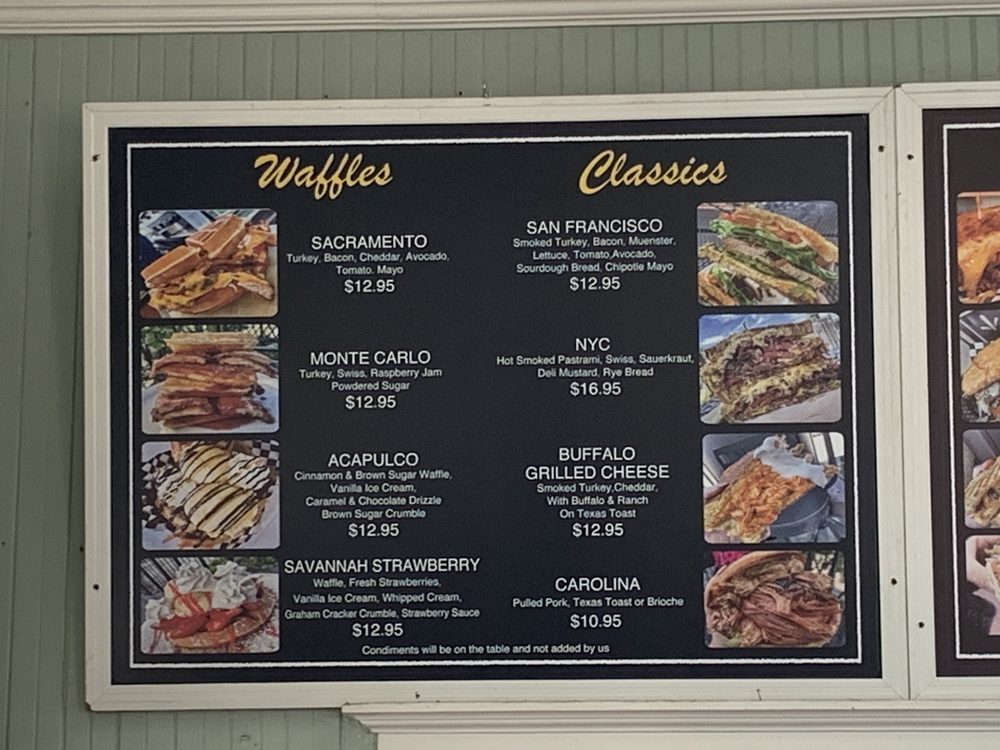 Waffles
SACRAMENTO
Turkey, Bacon, Cheddar, Avocado,
Tomato, Mayo
$12.95
MONTE CARLO
Turkey, Swiss, Raspberry Jam
Powdered Sugar
$12.95
ACAPULCO
Cinnamon & Brown Sugar Waffle,
Vanilla Ice Cream,
Caramel & Chocolate Drizzle
Brown Sugar Crumble
$12.95
SAVANNAH STRAWBERRY
Waffle, Fresh Strawberries,
Vanilla Ice Cream, Whipped Cream,
Graham Cracker Crumble, Strawberry Sauce
$12.95
Classics
SAN FRANCISCO
Smoked Turkey, Bacon, Muenster,
Lettuce, Tomato,Avocado,
Sourdough Bread, Chipotle Mayo
$12.95
NYC
Hot Smoked Pastrami, Swiss, Sauerkraut,
Deli Mustard, Rye Bread
$16.95
BUFFALO
GRILLED CHEESE
Smoked Turkey,Cheddar,
With Buffalo & Ranch
On Texas Toast
$12.95
CAROLINA
Pulled Pork, Texas Toast or Brioche
$10.95
Condiments will be on the table and not added by us